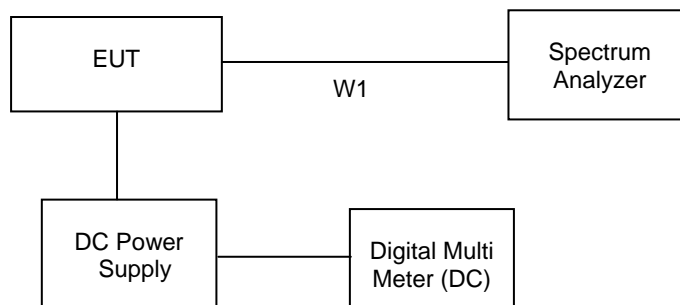 EUT
W1
Spectrum
Analyzer
DC Power
Supply
Digital Multi
Meter (DC)